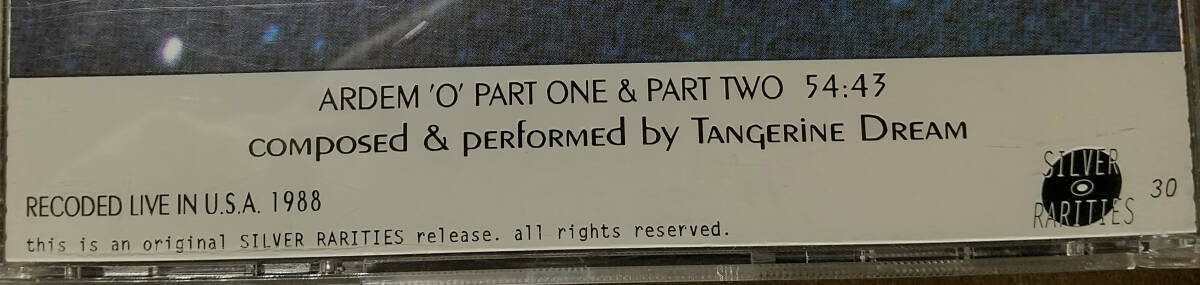 ARDEM 'O' PART ONE & PART TWO 54:43
composed & performed by Tangerine Dream
RECODED LIVE IN U.S.A. 1988
this is an original SILVER RARITIES release. all rights reserved.
SILVER
RARITIES
30